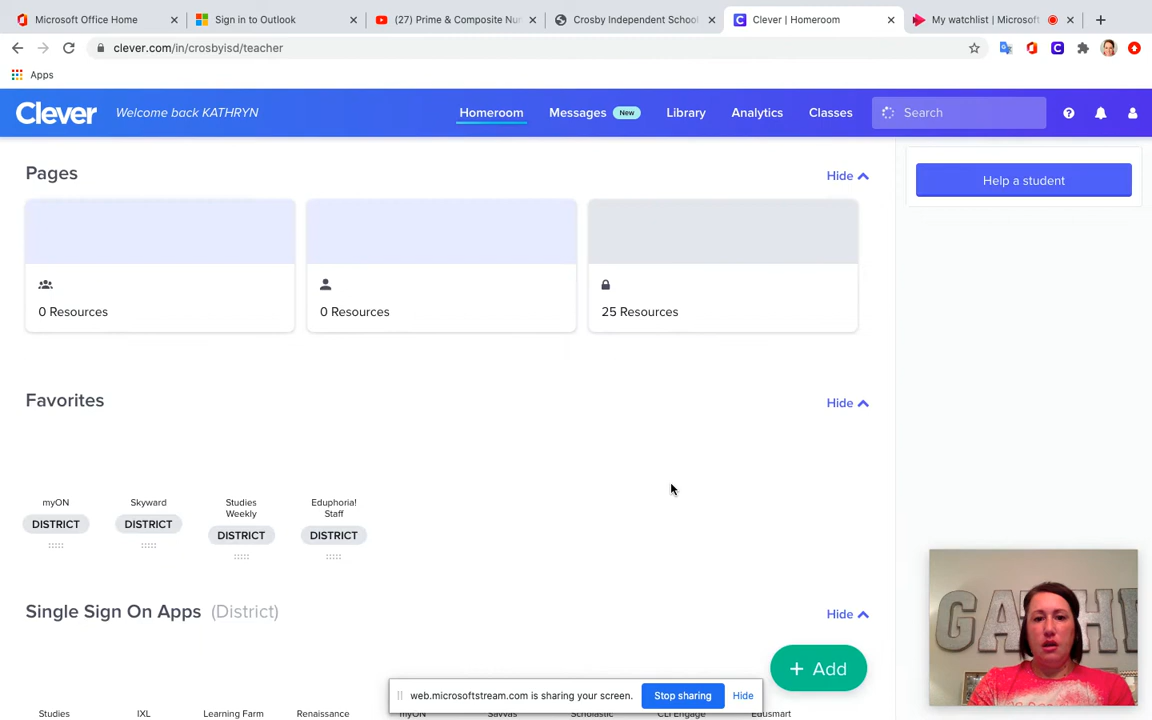 Microsoft Office Home
Sign in to Outlook
(27) Prime & Composite Nu
Crosby Independent School
Clever | Homeroom
My watchlist | Microsof
clever.com/in/crosbyisd/teacher
Apps
Clever
Welcome back KATHRYN
Homeroom
Messages
New
Library
Analytics
Classes
Search
Pages
Hide
Help a student
0 Resources
0 Resources
25 Resources
Favorites
Hide
myON
DISTRICT
Skyward
DISTRICT
Studies
Weekly
DISTRICT
Eduphoria!
Staff
DISTRICT
Single Sign On Apps (District)
Hide
GATH
+ Add
web.microsoftstream.com is sharing your screen.
Stop sharing
Hide
Studies
IXL
Learning Farm
Renaissance
myON
Savvas
Scholastic
CLI Engage
Edusmart